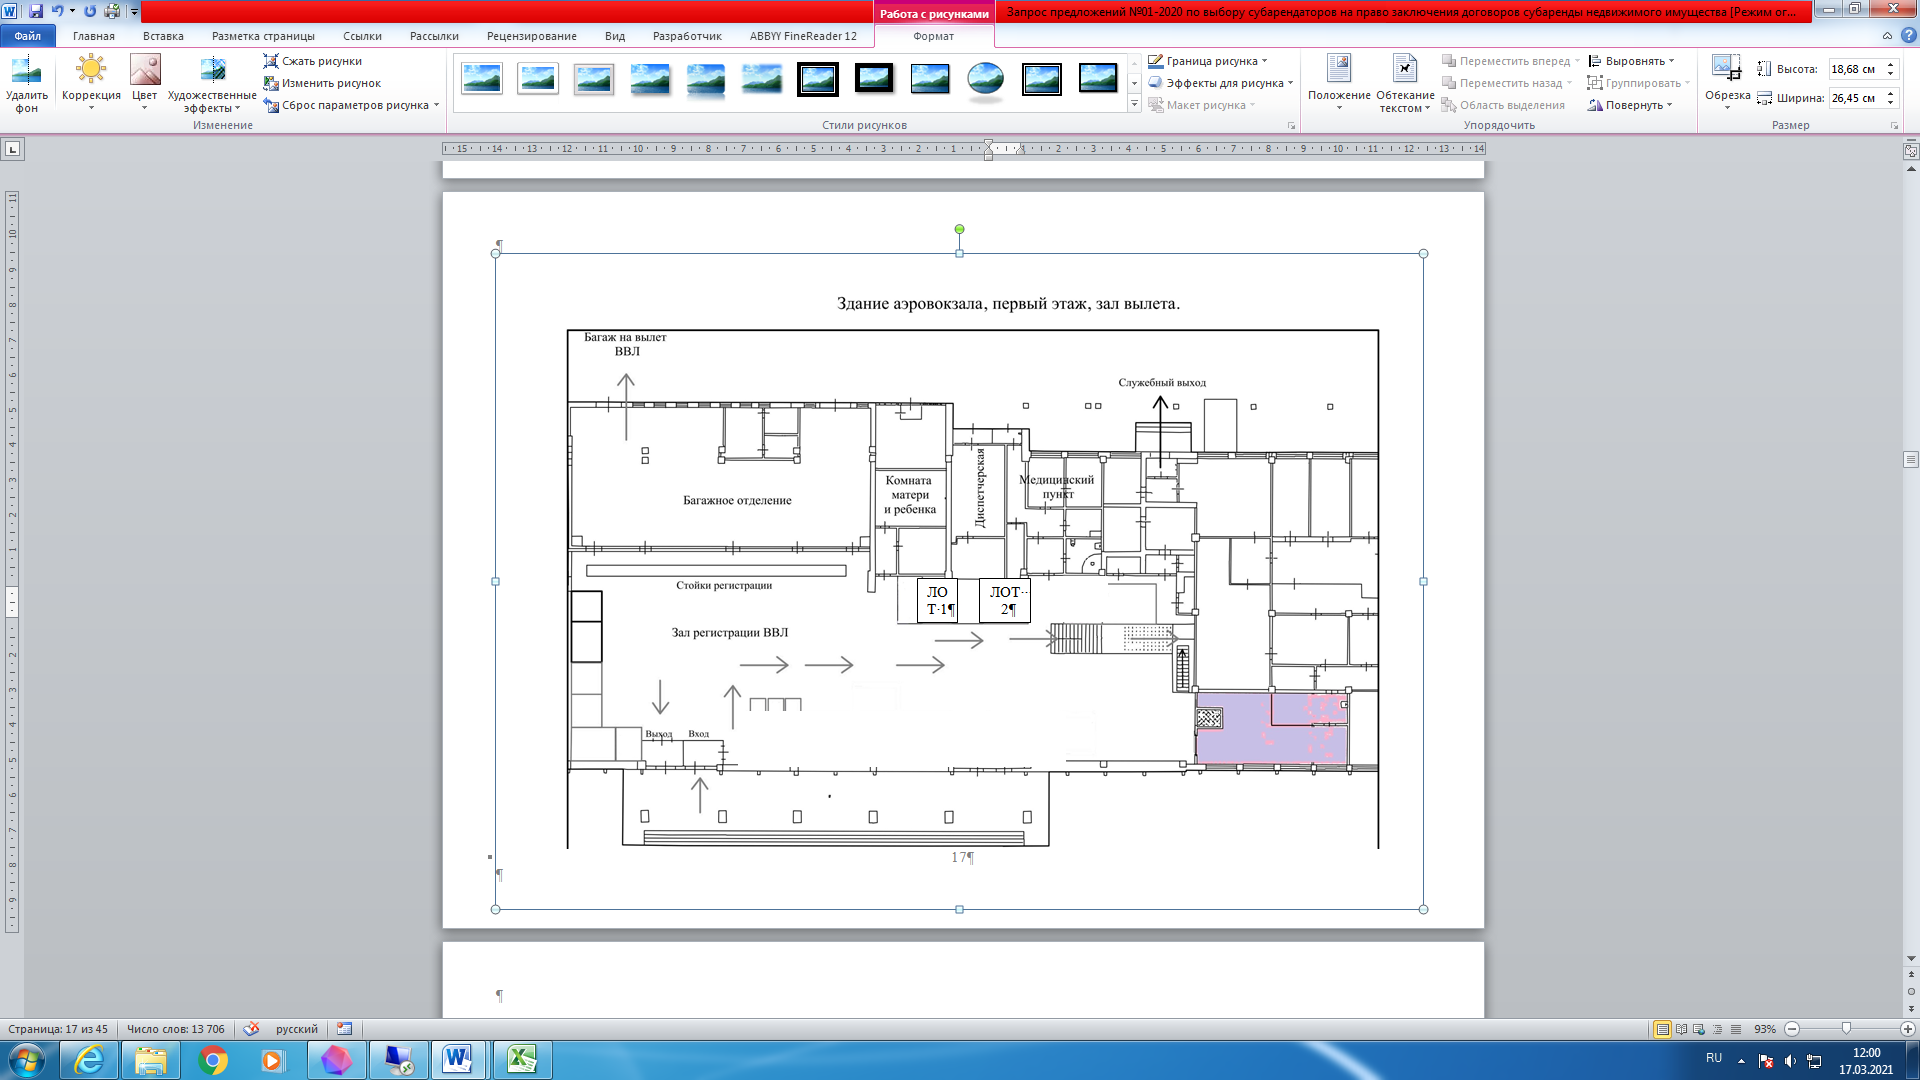 Работа с рисунками
Запрос предложений №01-2020 по выбору субарендаторов на право заключения договоров субаренды недвижимого имущества [Режим ог...
Файл
Главная
Вставка
Разметка страницы
Ссылки
Рассылки
Рецензирование
Вид
Разработчик
ABBYY FineReader 12
Формат
Удалить фон
Коррекция
Цвет
Художественные эффекты
Сжать рисунки
Изменить рисунок
Сброс параметров рисунка
Изменение
Стили рисунков
Граница рисунка
Эффекты для рисунка
Макет рисунка
Положение
Обтекание текстом
Переместить вперед
Переместить назад
Область выделения
Выровнять
Группировать
Повернуть
Упорядочить
Обрезка
Высота: 18,68 см
Ширина: 26,45 см
Размер
Здание аэровокзала, первый этаж, зал вылета.
Багаж на вылет
ВВЛ
Служебный выход
Багажное отделение
Комната
матери
и ребенка
Диспетчерская
Медицинский
пункт
Стойки регистрации
ЛО
Т·1¶
ЛОТ·
2¶
Зал регистрации ВВЛ
Выход
Вход
17¶
Страница: 17 из 45
Число слов: 13 706
русский
93%
RU
12:00
17.03.2021